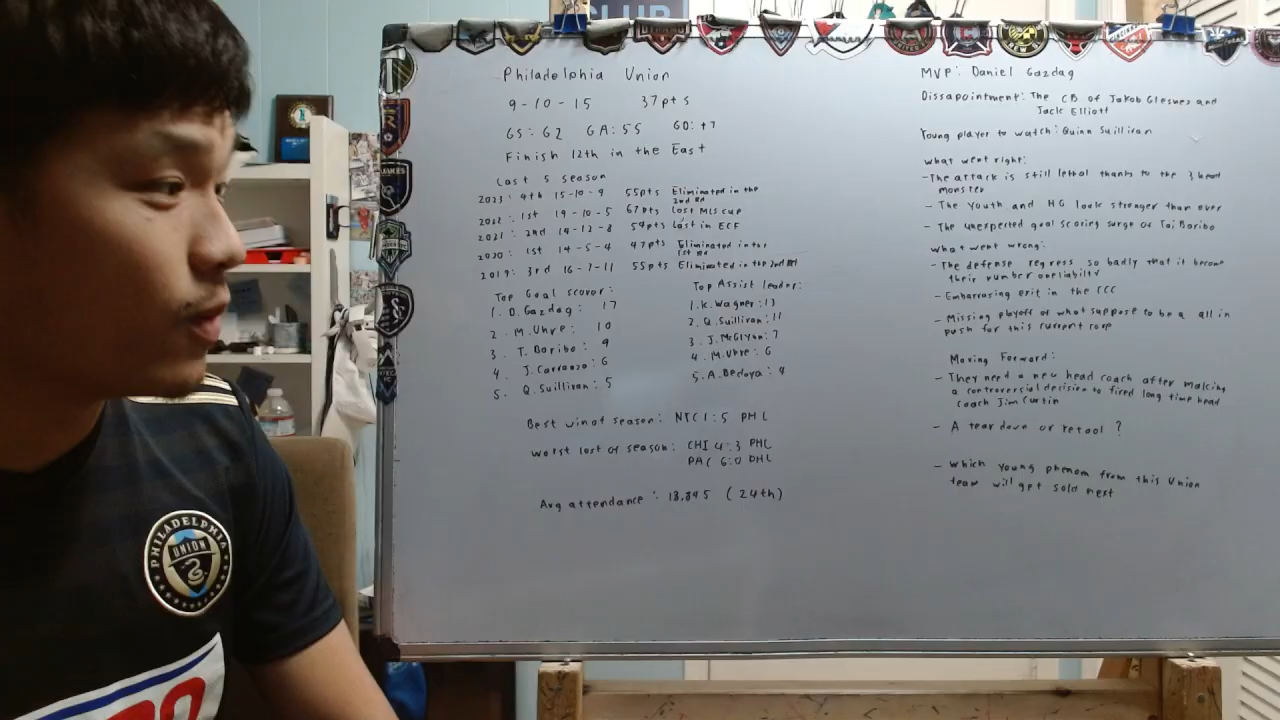 CLUB
Philadelphia Union
9-10-15 37pts
GS: 62 GA: 55 GD: +7
Finish 12th in the East
Last 5 season
2023: 4th 15-10-9 55pts Eliminated in the 2nd Rd
2022: 1st 19-10-5 67pts Lost MLS cup
2021: 2nd 14-12-8 54pts Last in ECF
2020: 1st 14-5-4 47pts Eliminated in the 1st Rd
2019: 3rd 16-7-11 55pts Eliminated in the 2nd Rd
Top Goal scorer:
1. D. Gazdag: 17
2. M. Uhre: 10
3. T. Baribo: 9
4. J. Carranza: 6
5. Q. Suillivan: 5
Top Assist leader:
1. K. Wagner: 13
2. Q. Suillivan: 11
3. J. McGlynn: 7
4. M. Uhre: 6
5. A. Bedoya: 4
Best win of season: NYC 1:5 PHL
Worst lost of season: CHI 4:3 PHL
PAC 6:0 PHL
Avg attendance: 18,895 (24th)
MVP: Daniel Gazdag
Dissapointment: The CB of Jakob Glesnes and
Jack Elliott
Young player to watch: Quinn Suillivan
What went right:
- The attack is still lethal thanks to the 3 head
monster
- The youth and HG look stronger than ever
- The unexpected goal scoring surge of Tai Baribo
What went wrong:
- The defense regress so badly that it become
their number one liability
- Embarrasing exit in the CCC
- Missing playoff of what suppose to be a all in
push for this current core
Moving Forward:
- They need a new head coach after making
a controvercial decision to fired long time head
coach Jim Curtin
- A tear down or retool?
- Which young phenom from this Union
team will get sold next
PHILADELPHIA
UNION